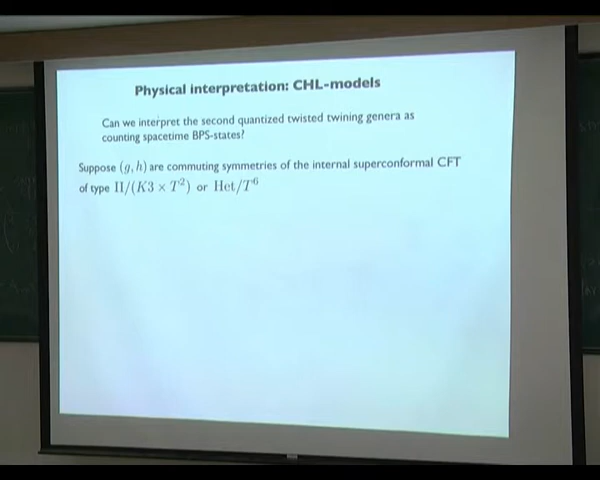 Physical interpretation: CHL-models
Can we interpret the second quantized twisted twining genera as
counting spacetime BPS-states?
Suppose (g, h) are commuting symmetries of the internal superconformal CFT
of type II/(K3 × T²) or Het/T⁶